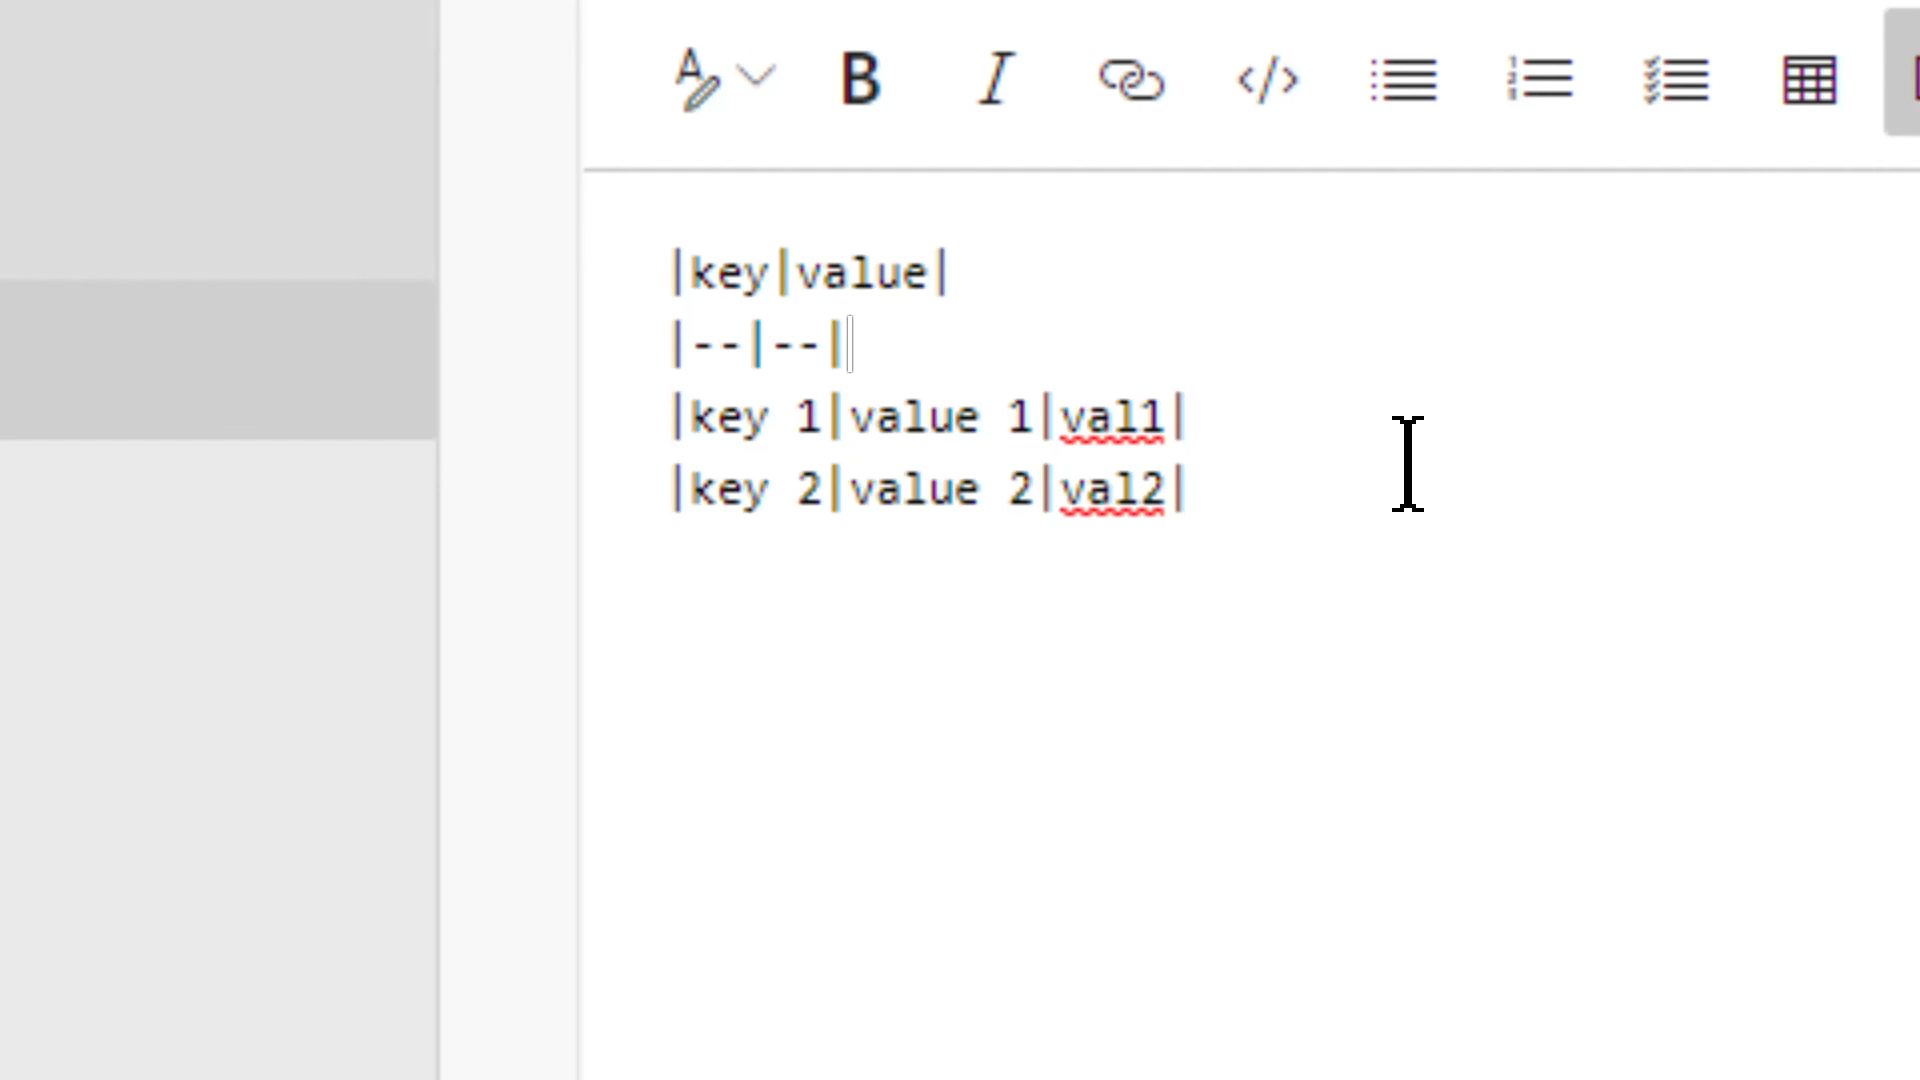 |key|value|
|--|--|
|key 1|value 1|val1|
|key 2|value 2|val2|